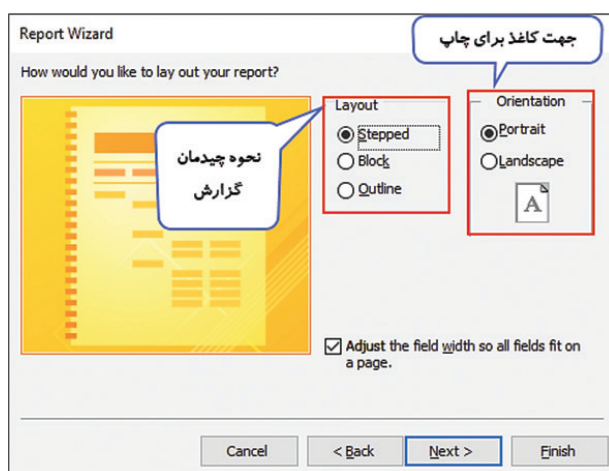 Report Wizard
جهت کاغذ برای چاپ
How would you like to lay out your report?
Layout
Stepped
Block
Outline
نحوه چیدمان
گزارش
Orientation
Portrait
Landscape
A
Adjust the field width so all fields fit on
a page.
Cancel
< Back
Next >
Finish